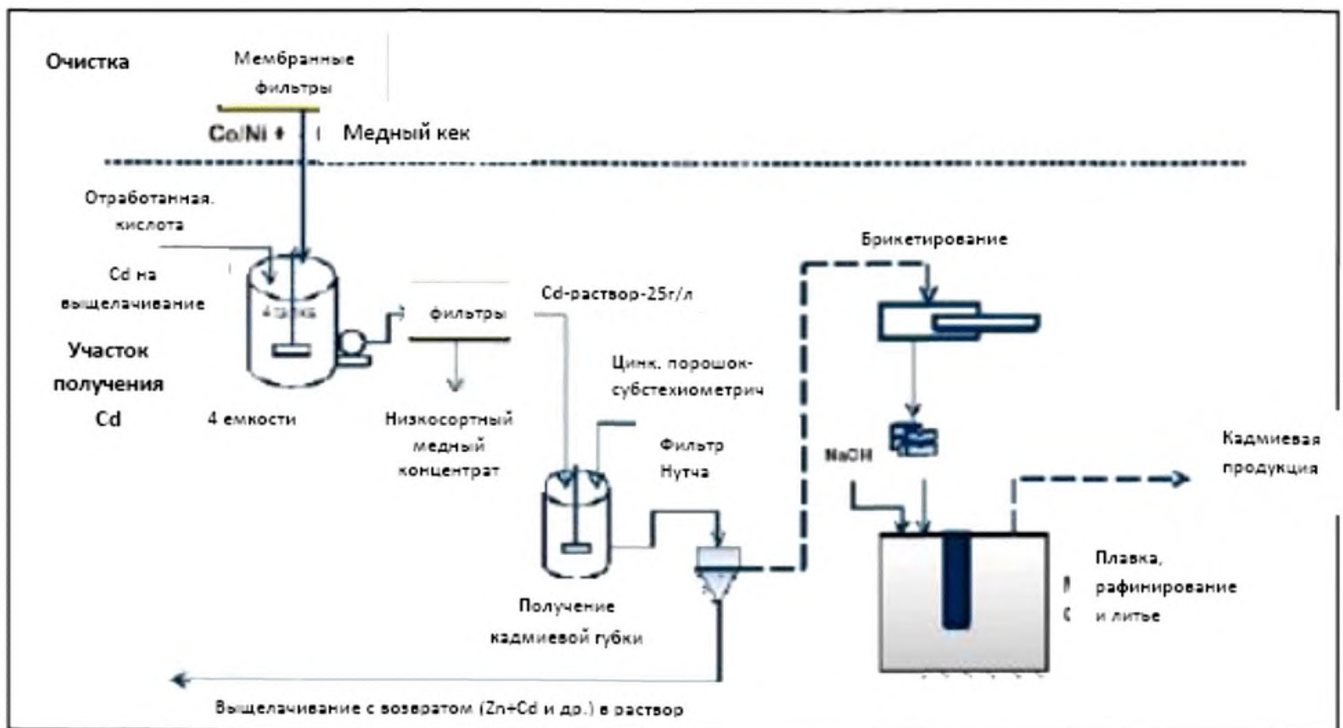 Очистка
Мембранные
фильтры
Co/Ni +
Медный кек
Отработанная.
кислота
Cd на
выщелачивание
Участок
получения
Cd
4 емкости
фильтры
Низкосортный
медный
концентрат
Cd-раствор-25г/л
Цинк. порошок-
субстехиометрич
Фильтр
Нутча
Получение
кадмиевой губки
Брикетирование
NaOH
Кадмиевая
продукция
Плавка,
рафинирование
и литье
Выщелачивание с возвратом (Zn+Cd и др.) в раствор